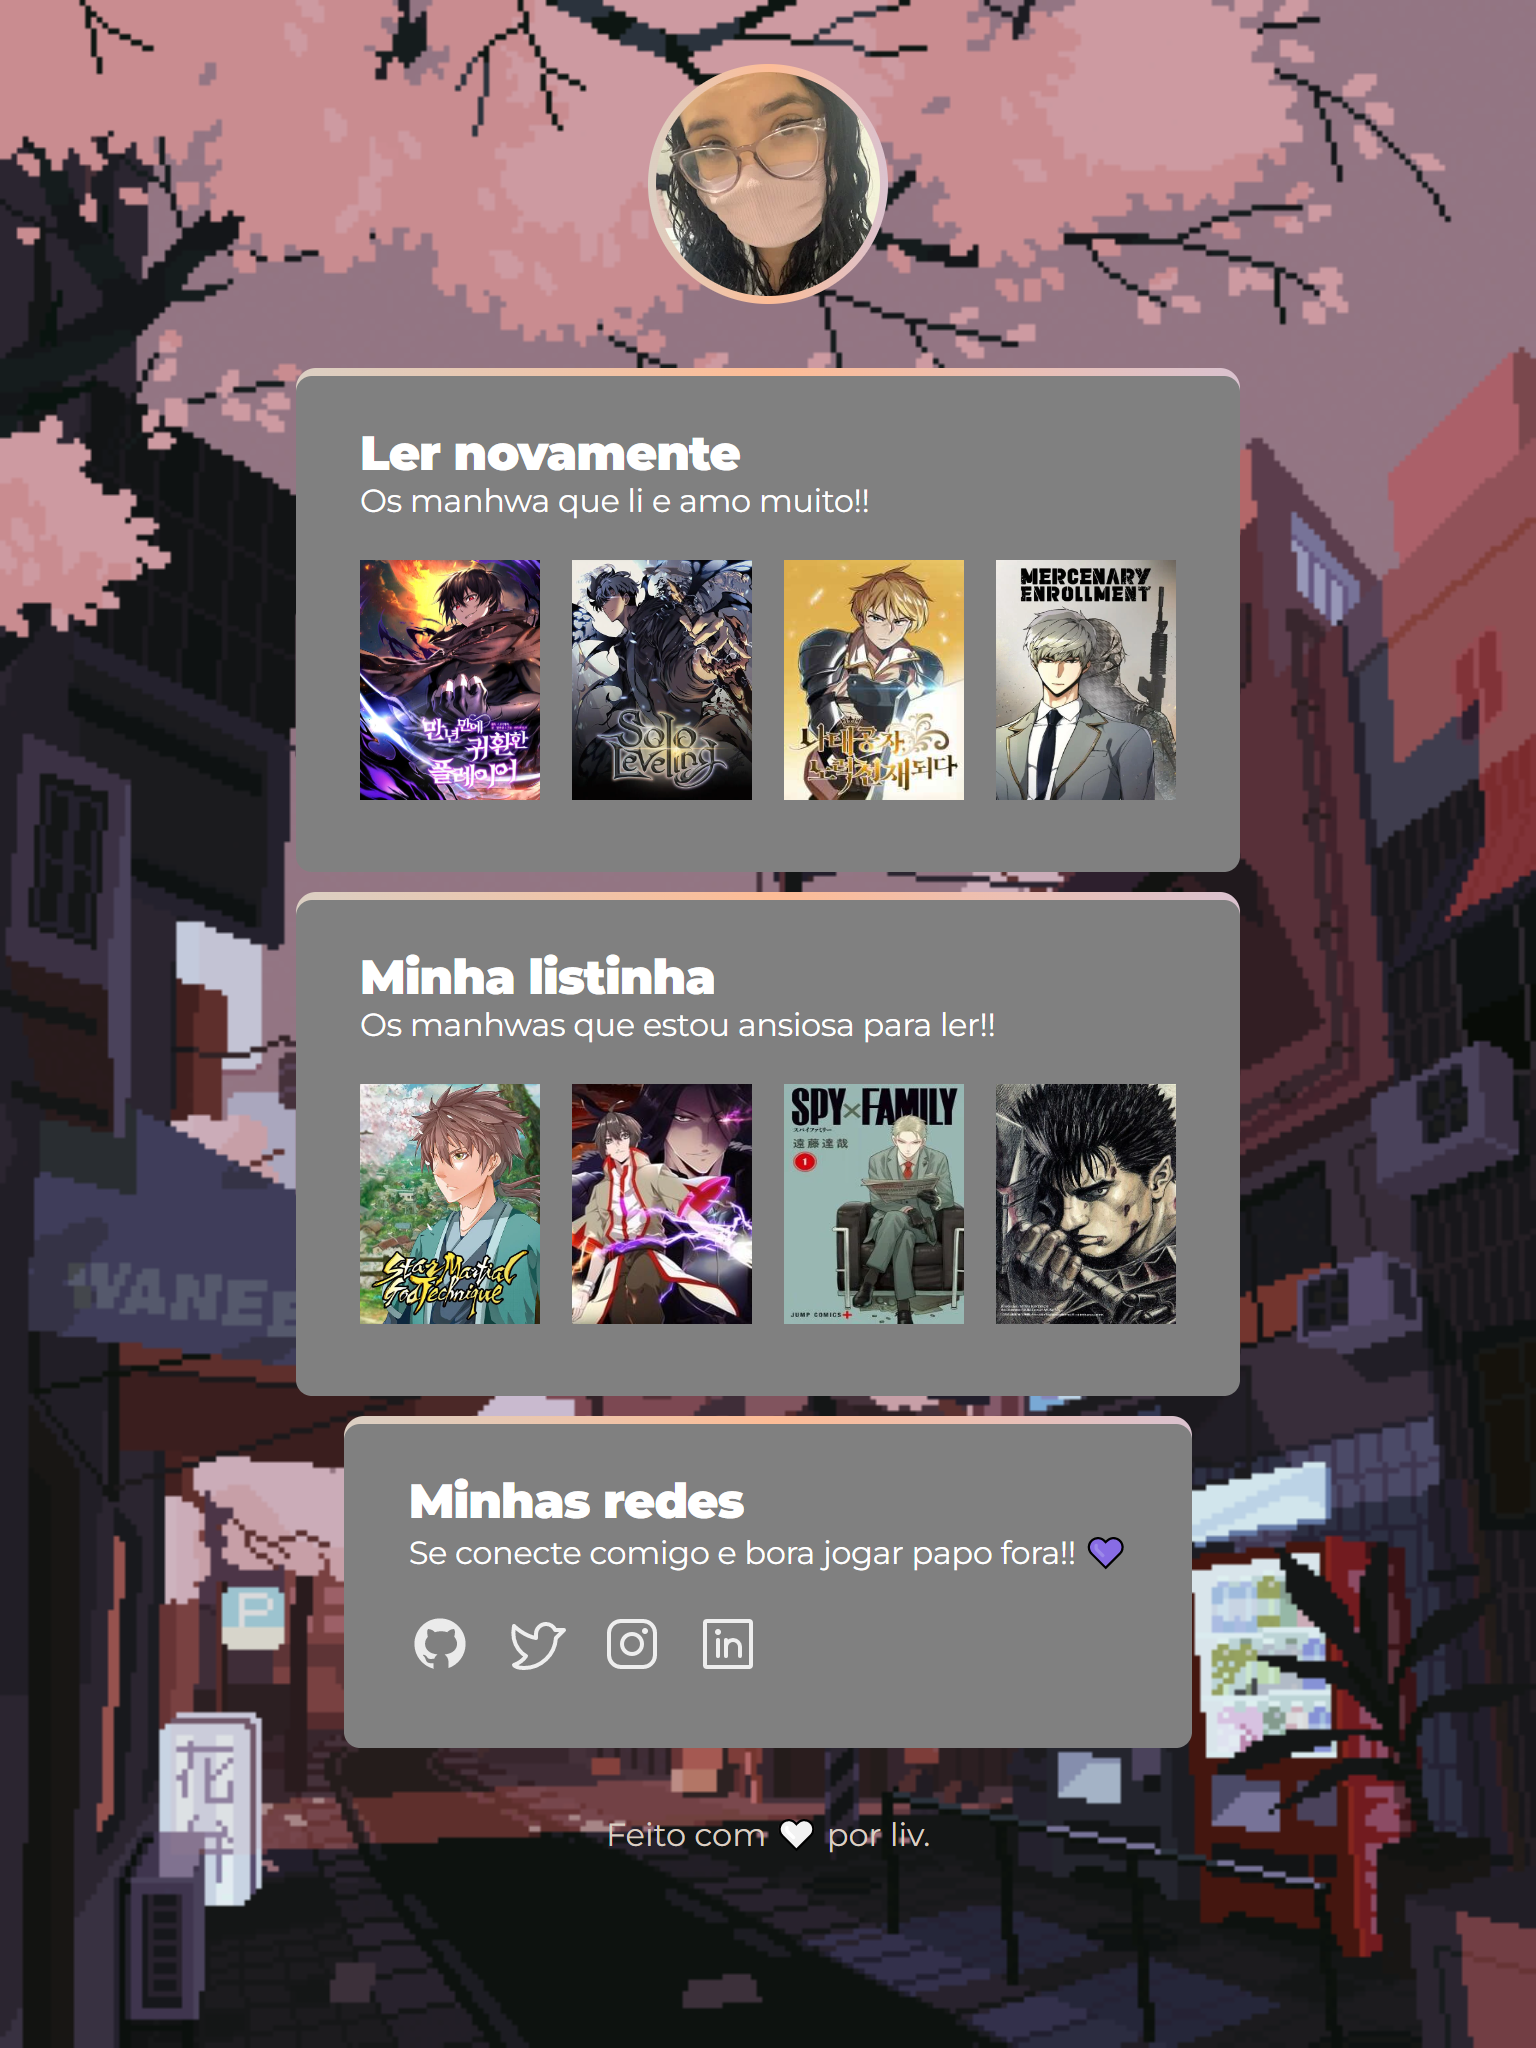 Ler novamente
Os manhwa que li e amo muito!!
만년만에
귀환한
플레이어
Solo
Leveling
MERCENARY
ENROLLMENT
나태공자,
노력천재되다
Minha listinha
Os manhwas que estou ansiosa para ler!!
Star Martial
God Technique
SPY×FAMILY
スパイファミリー
遠藤達哉
1
JUMP COMICS+
Minhas redes
Se conecte comigo e bora jogar papo fora!! 💜
in
P
花
Feito com 🤍 por liv.